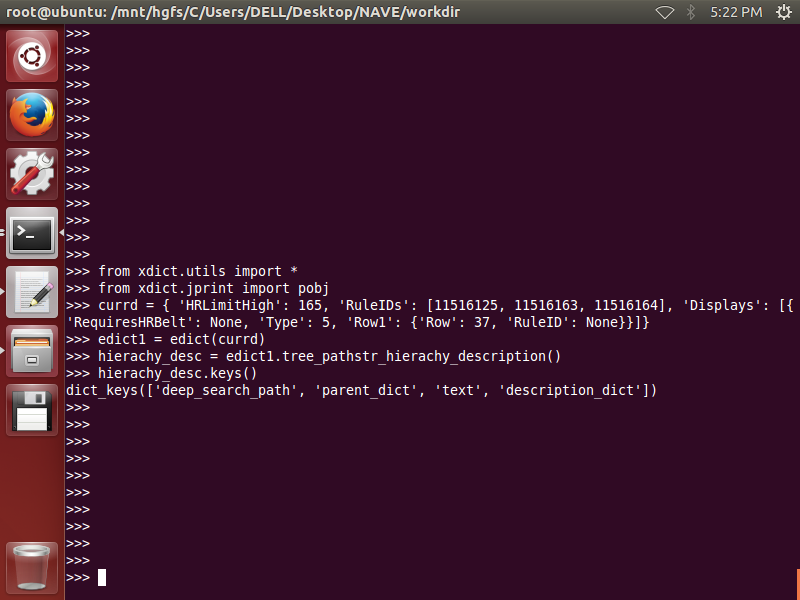 root@ubuntu: /mnt/hgfs/C/Users/DELL/Desktop/NAVE/workdir 5:22 PM
>>>
>>>
>>>
>>>
>>>
>>>
>>>
>>>
>>>
>>>
>>>
>>>
>>>
>>>
>>> from xdict.utils import *
>>> from xdict.jprint import pobj
>>> currd = { 'HRLimitHigh': 165, 'RuleIDs': [11516125, 11516163, 11516164], 'Displays': [{
'RequiresHRBelt': None, 'Type': 5, 'Row1': {'Row': 37, 'RuleID': None}}]}
>>> edict1 = edict(currd)
>>> hierachy_desc = edict1.tree_pathstr_hierachy_description()
>>> hierachy_desc.keys()
dict_keys(['deep_search_path', 'parent_dict', 'text', 'description_dict'])
>>>
>>>
>>>
>>>
>>>
>>>
>>>
>>>
>>>
>>>
>>>